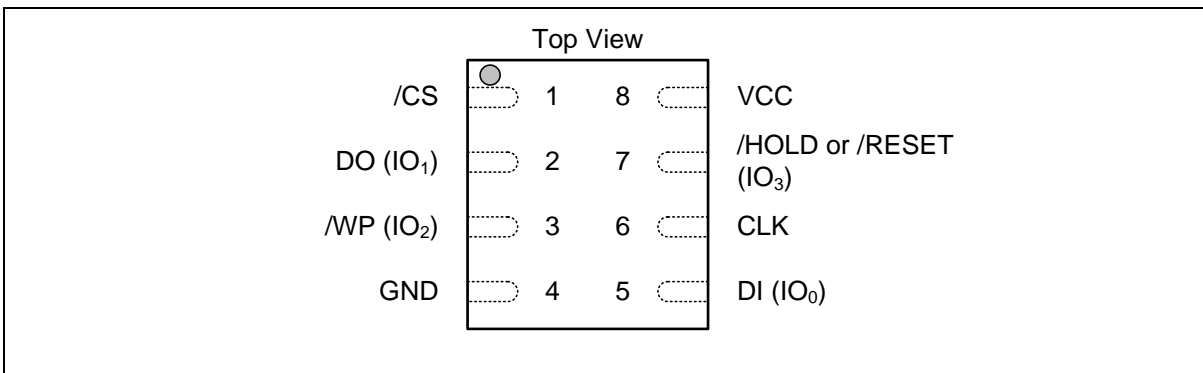 Top View
/CS 1 8 VCC
DO (IO₁) 2 7 /HOLD or /RESET
(IO₃)
/WP (IO₂) 3 6 CLK
GND 4 5 DI (IO₀)